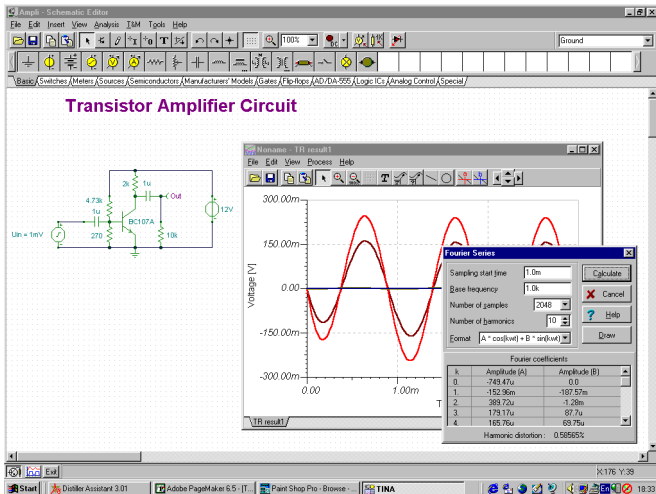 Ampli - Schematic Editor
File Edit Insert View Analysis T&M Tools Help
100%
DC
Ground
Basic Switches Meters Sources Semiconductors Manufacturers' Models Gates Flip-flops AD/DA-555 Logic ICs Analog Control Special
Transistor Amplifier Circuit
2k
1u
Out
4.73k
1u
BC107A
12V
Uin = 1mV
270
10k
Noname - TR result1
File Edit View Process Help
300.00m
150.00m
0.00
-150.00m
-300.00m
Voltage [V]
0.00
1.00m
T
TR result1
Fourier Series
Sampling start time 1.0m
Calculate
Base frequency 1.0k
Cancel
Number of samples 2048
Help
Number of harmonics 10
Format A * cos(kwt) + B * sin(kwt)
Draw
Fourier coefficients
k Amplitude (A) Amplitude (B)
0. -749.47u 0.0
1. -152.96m -187.57m
2. 389.72u -1.28m
3. 179.17u 87.7u
4. 165.76u 69.75u
Harmonic distortion : 0.58565%
Exit
X:176 Y:39
Start Distiller Assistant 3.01 Adobe PageMaker 6.5 - [T... Paint Shop Pro - Browse - ... TINA
En
18:33